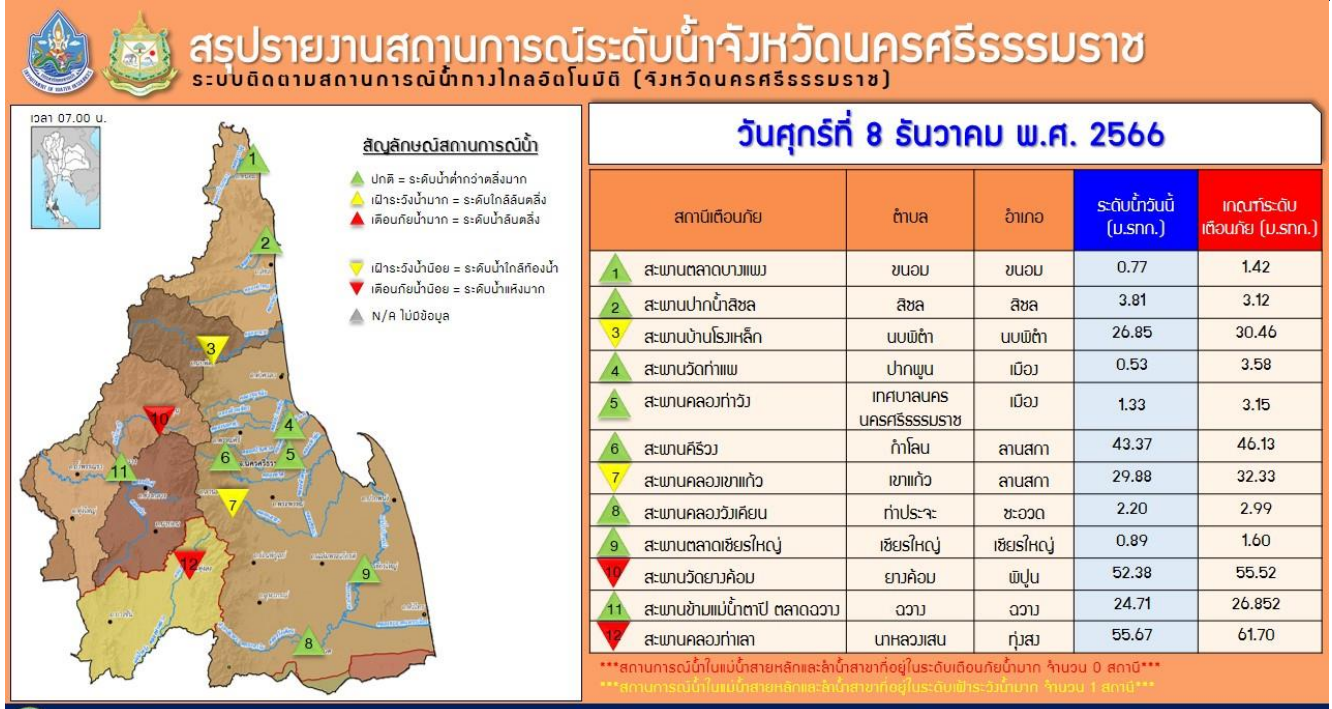 สรุปรายงานสถานการณ์ระดับน้ำจังหวัดนครศรีธรรมราช
ระบบติดตามสถานการณ์น้ำทางไกลอัตโนมัติ (จังหวัดนครศรีธรรมราช)
เวลา 07.00 น.
สัญลักษณ์สถานการณ์น้ำ
ปกติ = ระดับน้ำต่ำกว่าตลิ่งมาก
เฝ้าระวังน้ำมาก = ระดับใกล้ล้นตลิ่ง
เตือนภัยน้ำมาก = ระดับน้ำล้นตลิ่ง
เฝ้าระวังน้ำน้อย = ระดับน้ำใกล้ท้องน้ำ
เตือนภัยน้ำน้อย = ระดับน้ำแห้งมาก
N/A ไม่มีข้อมูล
1
2
3
10
4
11
6
5
7
12
9
8
วันศุกร์ที่ 8 ธันวาคม พ.ศ. 2566
สถานีเตือนภัย ตำบล อำเภอ ระดับน้ำวันนี้ (ม.รทก.) เกณฑ์ระดับเตือนภัย (ม.รทก.)
1 สะพานตลาดบางแพง ขนอม ขนอม 0.77 1.42
2 สะพานปากน้ำสิชล สิชล สิชล 3.81 3.12
3 สะพานบ้านโรงเหล็ก นบพิตำ นบพิตำ 26.85 30.46
4 สะพานวัดท่าแพ ปากพูน เมือง 0.53 3.58
5 สะพานคลองท่าวัง เทศบาลนครนครศรีธรรมราช เมือง 1.33 3.15
6 สะพานคีรีวง กำโลน ลานสกา 43.37 46.13
7 สะพานคลองเขาแก้ว เขาแก้ว ลานสกา 29.88 32.33
8 สะพานคลองวังเคียน ท่าประจะ ชะอวด 2.20 2.99
9 สะพานตลาดเชียรใหญ่ เชียรใหญ่ เชียรใหญ่ 0.89 1.60
10 สะพานวัดยางค้อม ยางค้อม พิปูน 52.38 55.52
11 สะพานข้ามแม่น้ำตาปี ตลาดฉวาง ฉวาง ฉวาง 24.71 26.852
12 สะพานคลองท่าเลา นาหลวงเสน ทุ่งสง 55.67 61.70
***สถานการณ์น้ำในแม่น้ำสายหลักและลำน้ำสาขาที่อยู่ในระดับเตือนภัยน้ำมาก จำนวน 0 สถานี***
***สถานการณ์น้ำในแม่น้ำสายหลักและลำน้ำสาขาที่อยู่ในระดับเฝ้าระวังน้ำมาก จำนวน 1 สถานี***